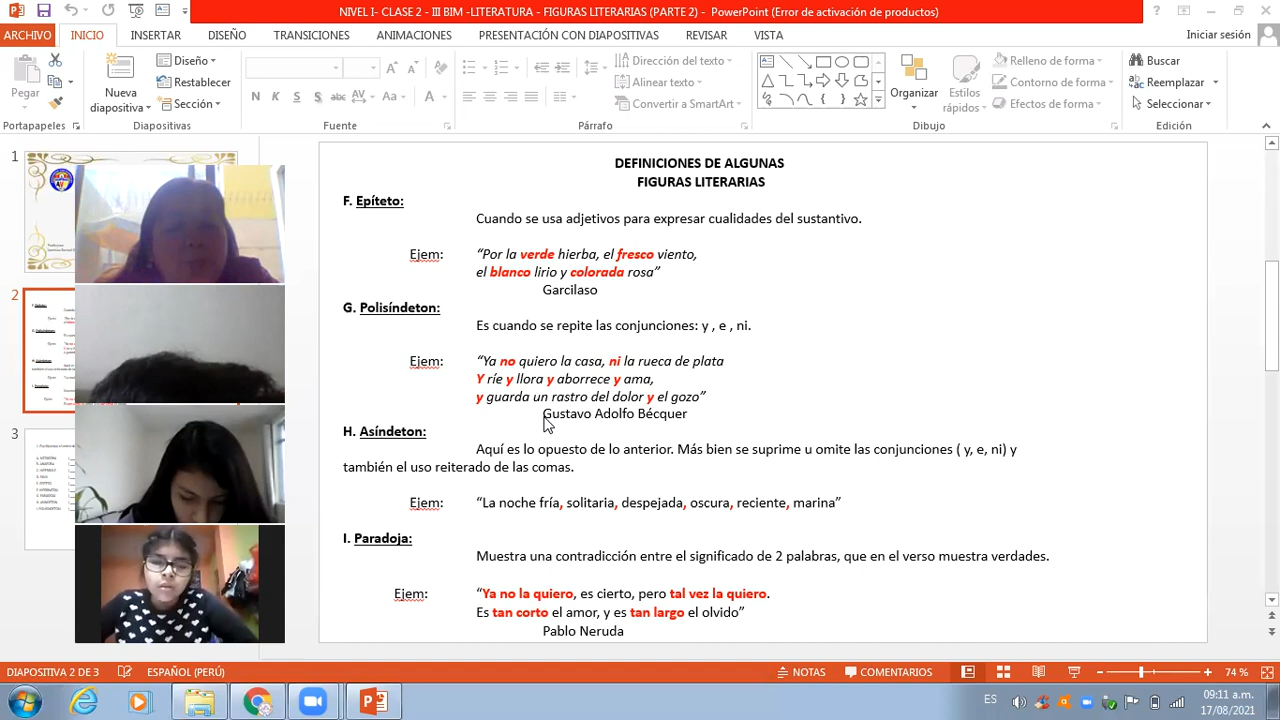 NIVEL I- CLASE 2 - III BIM -LITERATURA - FIGURAS LITERARIAS (PARTE 2) - PowerPoint (Error de activación de productos)
ARCHIVO INICIO INSERTAR DISEÑO TRANSICIONES ANIMACIONES PRESENTACIÓN CON DIAPOSITIVAS REVISAR VISTA Iniciar sesión
Pegar
Nueva diapositiva
Diseño
Restablecer
Sección
N K S S abc AV Aa A
Dirección del texto
Alinear texto
Convertir a SmartArt
Organizar
Estilos rápidos
Relleno de forma
Contorno de forma
Efectos de forma
Buscar
Reemplazar
Seleccionar
Portapapeles Diapositivas Fuente Párrafo Dibujo Edición
1
2
3
DEFINICIONES DE ALGUNAS
FIGURAS LITERARIAS
F. Epíteto:
Cuando se usa adjetivos para expresar cualidades del sustantivo.
Ejem: “Por la verde hierba, el fresco viento,
el blanco lirio y colorada rosa”
Garcilaso
G. Polisíndeton:
Es cuando se repite las conjunciones: y , e , ni.
Ejem: “Ya no quiero la casa, ni la rueca de plata
Y ríe y llora y aborrece y ama,
y guarda un rastro del dolor y el gozo”
Gustavo Adolfo Bécquer
H. Asíndeton:
Aquí es lo opuesto de lo anterior. Más bien se suprime u omite las conjunciones ( y, e, ni) y
también el uso reiterado de las comas.
Ejem: “La noche fría, solitaria, despejada, oscura, reciente, marina”
I. Paradoja:
Muestra una contradicción entre el significado de 2 palabras, que en el verso muestra verdades.
Ejem: “Ya no la quiero, es cierto, pero tal vez la quiero.
Es tan corto el amor, y es tan largo el olvido”
Pablo Neruda
DIAPOSITIVA 2 DE 3 ESPAÑOL (PERÚ) NOTAS COMENTARIOS 74 %
ES 09:11 a.m.
17/08/2021